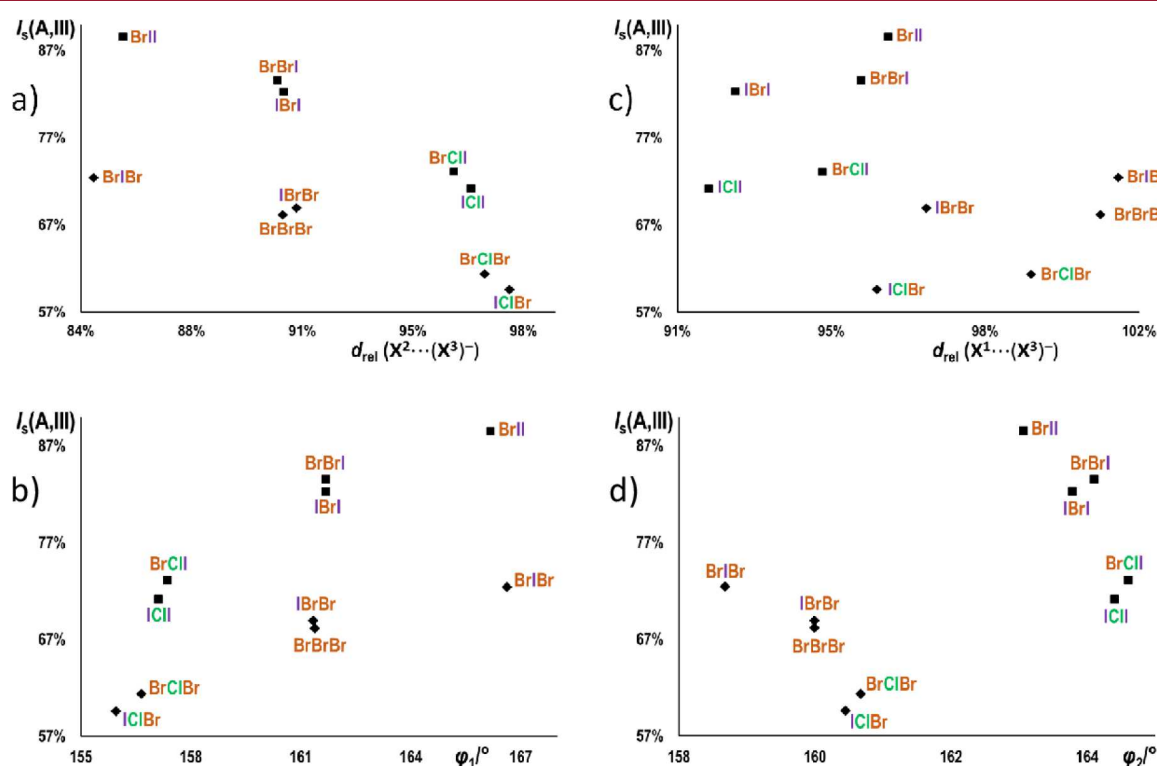 a)
Iₛ(A,III)
87%
77%
67%
57%
BrII
BrBrI
IBrI
BrClI
IClI
BrIBr
IBrBr
BrBrBr
BrClBr
IClBr
84%
88%
91%
95%
98%
d_rel (X²···(X³)⁻)
c)
Iₛ(A,III)
87%
77%
67%
57%
BrII
BrBrI
IBrI
BrClI
IClI
BrIB
IBrBr
BrBrB
BrClBr
IClBr
91%
95%
98%
102%
d_rel (X¹···(X³)⁻)
b)
Iₛ(A,III)
87%
77%
67%
57%
BrII
BrBrI
IBrI
BrClI
IClI
BrIBr
IBrBr
BrBrBr
BrClBr
IClBr
155
158
161
164
φ₁/°
167
d)
Iₛ(A,III)
87%
77%
67%
57%
BrII
BrBrI
IBrI
BrClI
IClI
BrIBr
IBrBr
BrBrBr
BrClBr
IClBr
158
160
162
164
φ₂/°